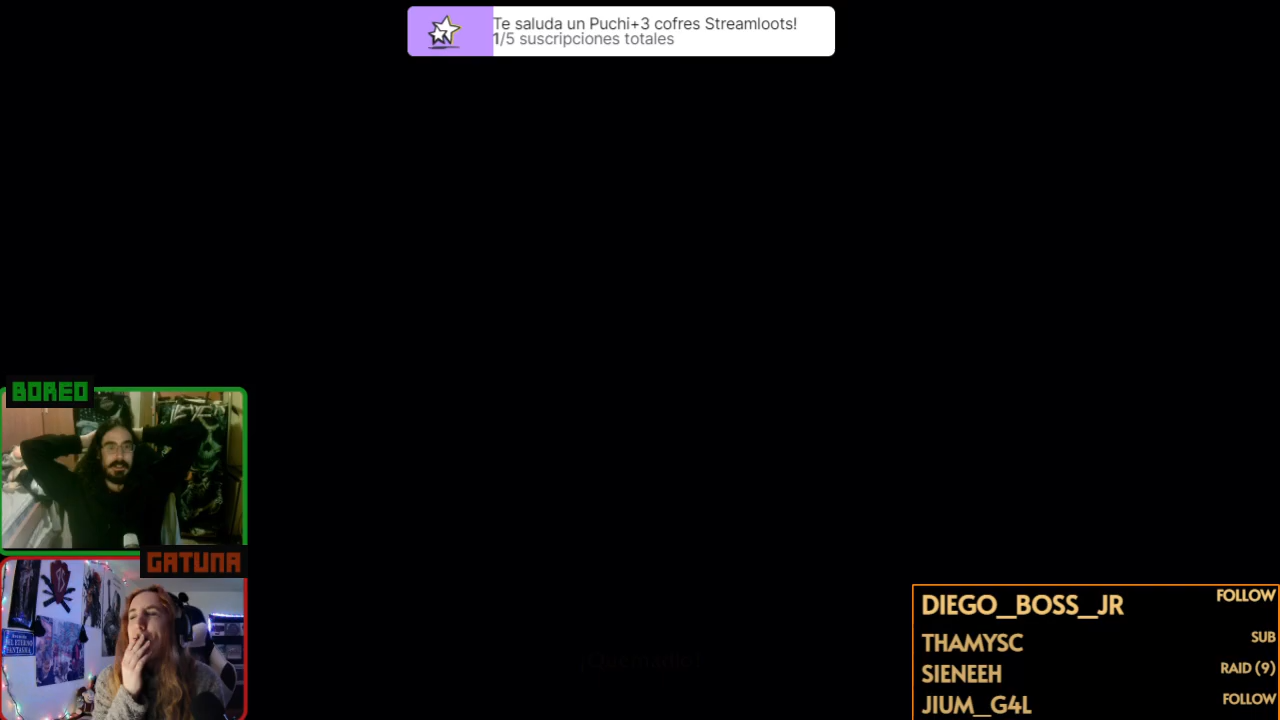 Te saluda un Puchi+3 cofres Streamloots!
1/5 suscripciones totales
BOREO
GATUNA
DIEGO_BOSS_JR FOLLOW
THAMYSC SUB
SIENEEH RAID (9)
JIUM_G4L FOLLOW